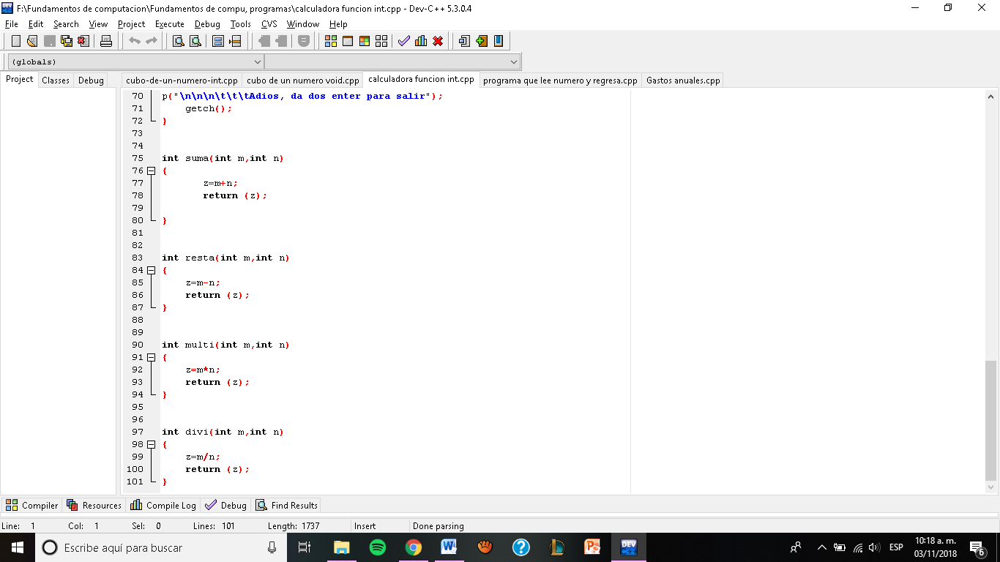 F:\Fundamentos de computacion\Fundamentos de compu, programas\calculadora funcion int.cpp - Dev-C++ 5.3.0.4
File Edit Search View Project Execute Debug Tools CVS Window Help
(globals)
Project Classes Debug cubo-de-un-numero-int.cpp cubo de un numero void.cpp calculadora funcion int.cpp programa que lee numero y regresa.cpp Gastos anuales.cpp
70 p("\n\n\n\t\t\tAdios, da dos enter para salir");
71 getch();
72 }
73
74
75 int suma(int m,int n)
76 {
77 z=m+n;
78 return (z);
79
80 }
81
82
83 int resta(int m,int n)
84 {
85 z=m-n;
86 return (z);
87 }
88
89
90 int multi(int m,int n)
91 {
92 z=m*n;
93 return (z);
94 }
95
96
97 int divi(int m,int n)
98 {
99 z=m/n;
100 return (z);
101 }
Compiler Resources Compile Log Debug Find Results
Line: 1 Col: 1 Sel: 0 Lines: 101 Length: 1737 Insert Done parsing
Escribe aquí para buscar ESP 10:18 a. m.
03/11/2018 6